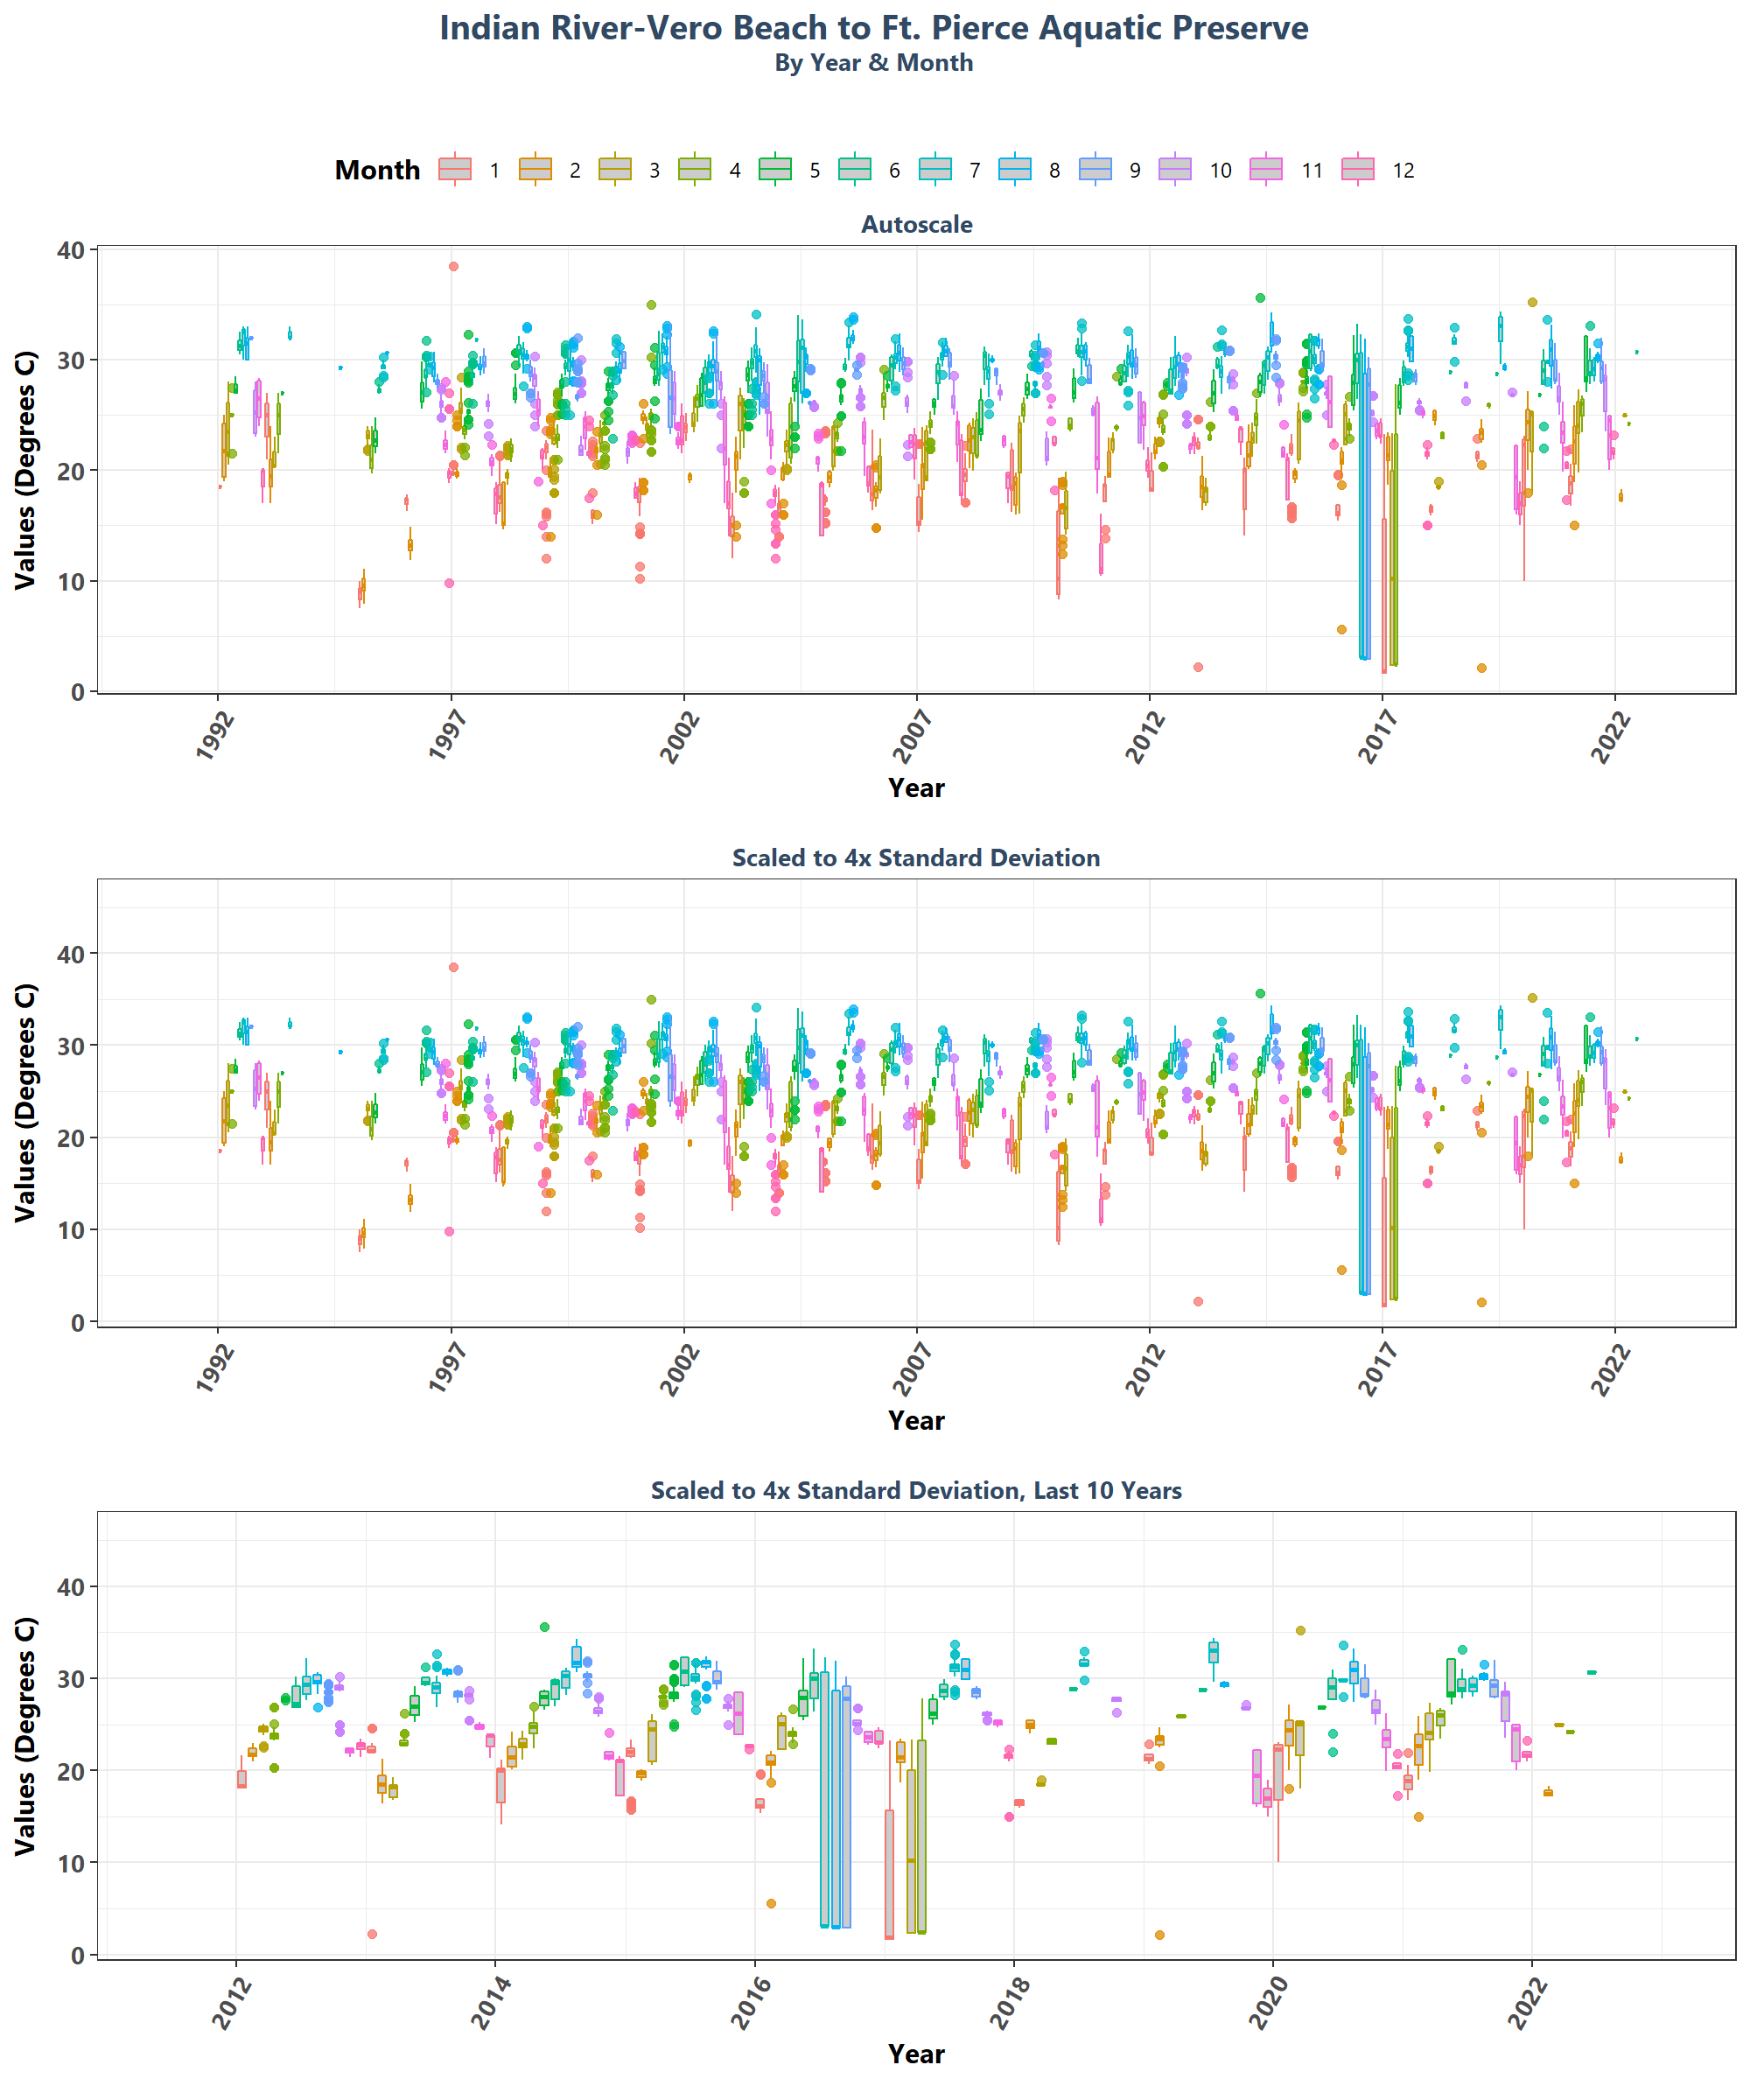 Indian River-Vero Beach to Ft. Pierce Aquatic Preserve
By Year & Month
Month 1 2 3 4 5 6 7 8 9 10 11 12
Autoscale
Values (Degrees C)
40
30
20
10
0
1992 1997 2002 2007 2012 2017 2022
Year
Scaled to 4x Standard Deviation
Values (Degrees C)
40
30
20
10
0
1992 1997 2002 2007 2012 2017 2022
Year
Scaled to 4x Standard Deviation, Last 10 Years
Values (Degrees C)
40
30
20
10
0
2012 2014 2016 2018 2020 2022
Year